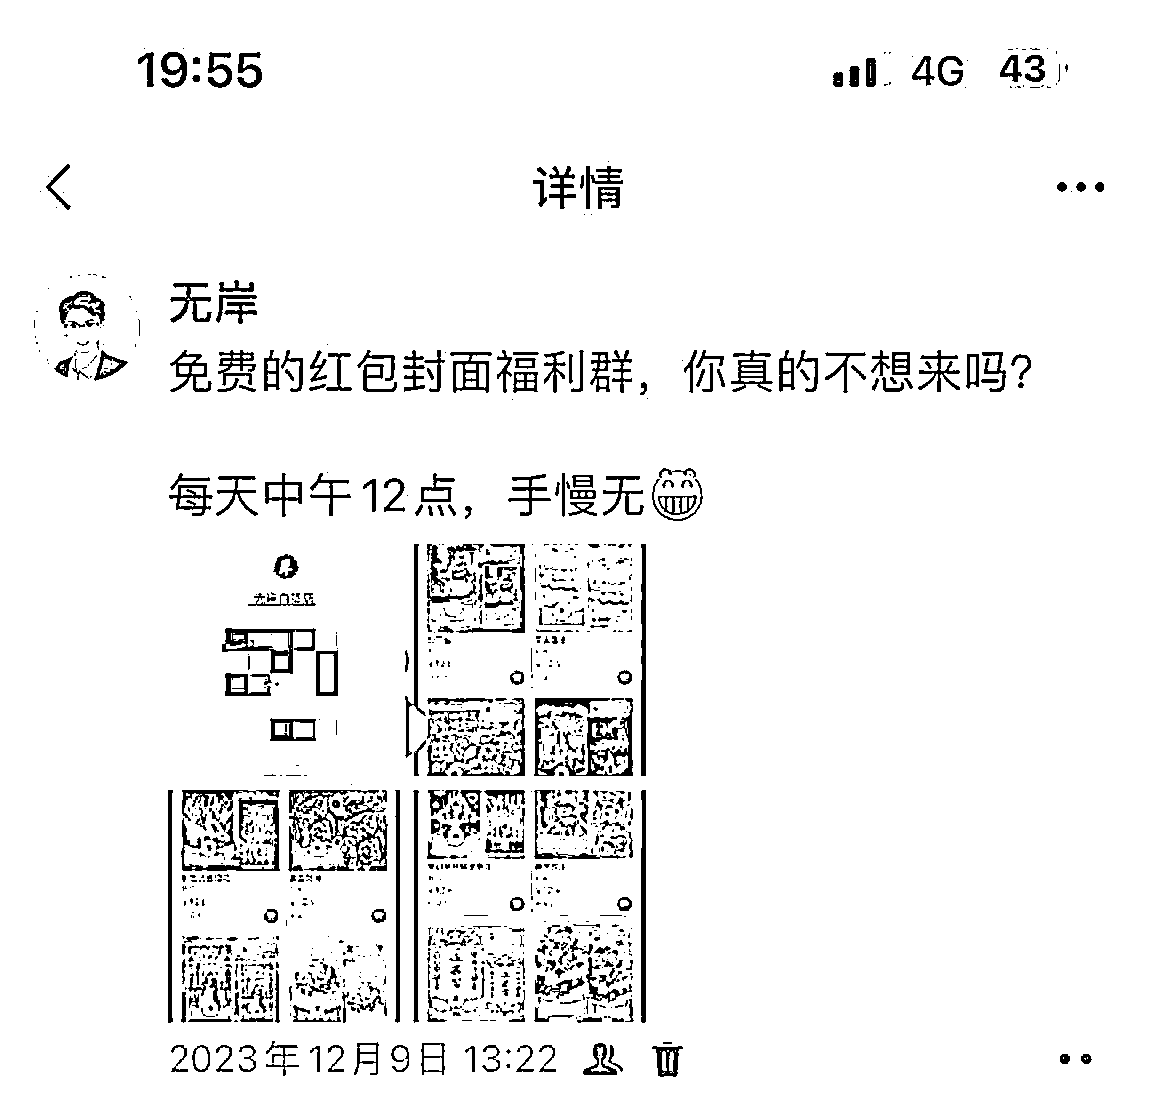 19:55
4G 43
详情
无岸
免费的红包封面福利群，你真的不想来吗？
每天中午12点，手慢无
2023年12月9日 13:22